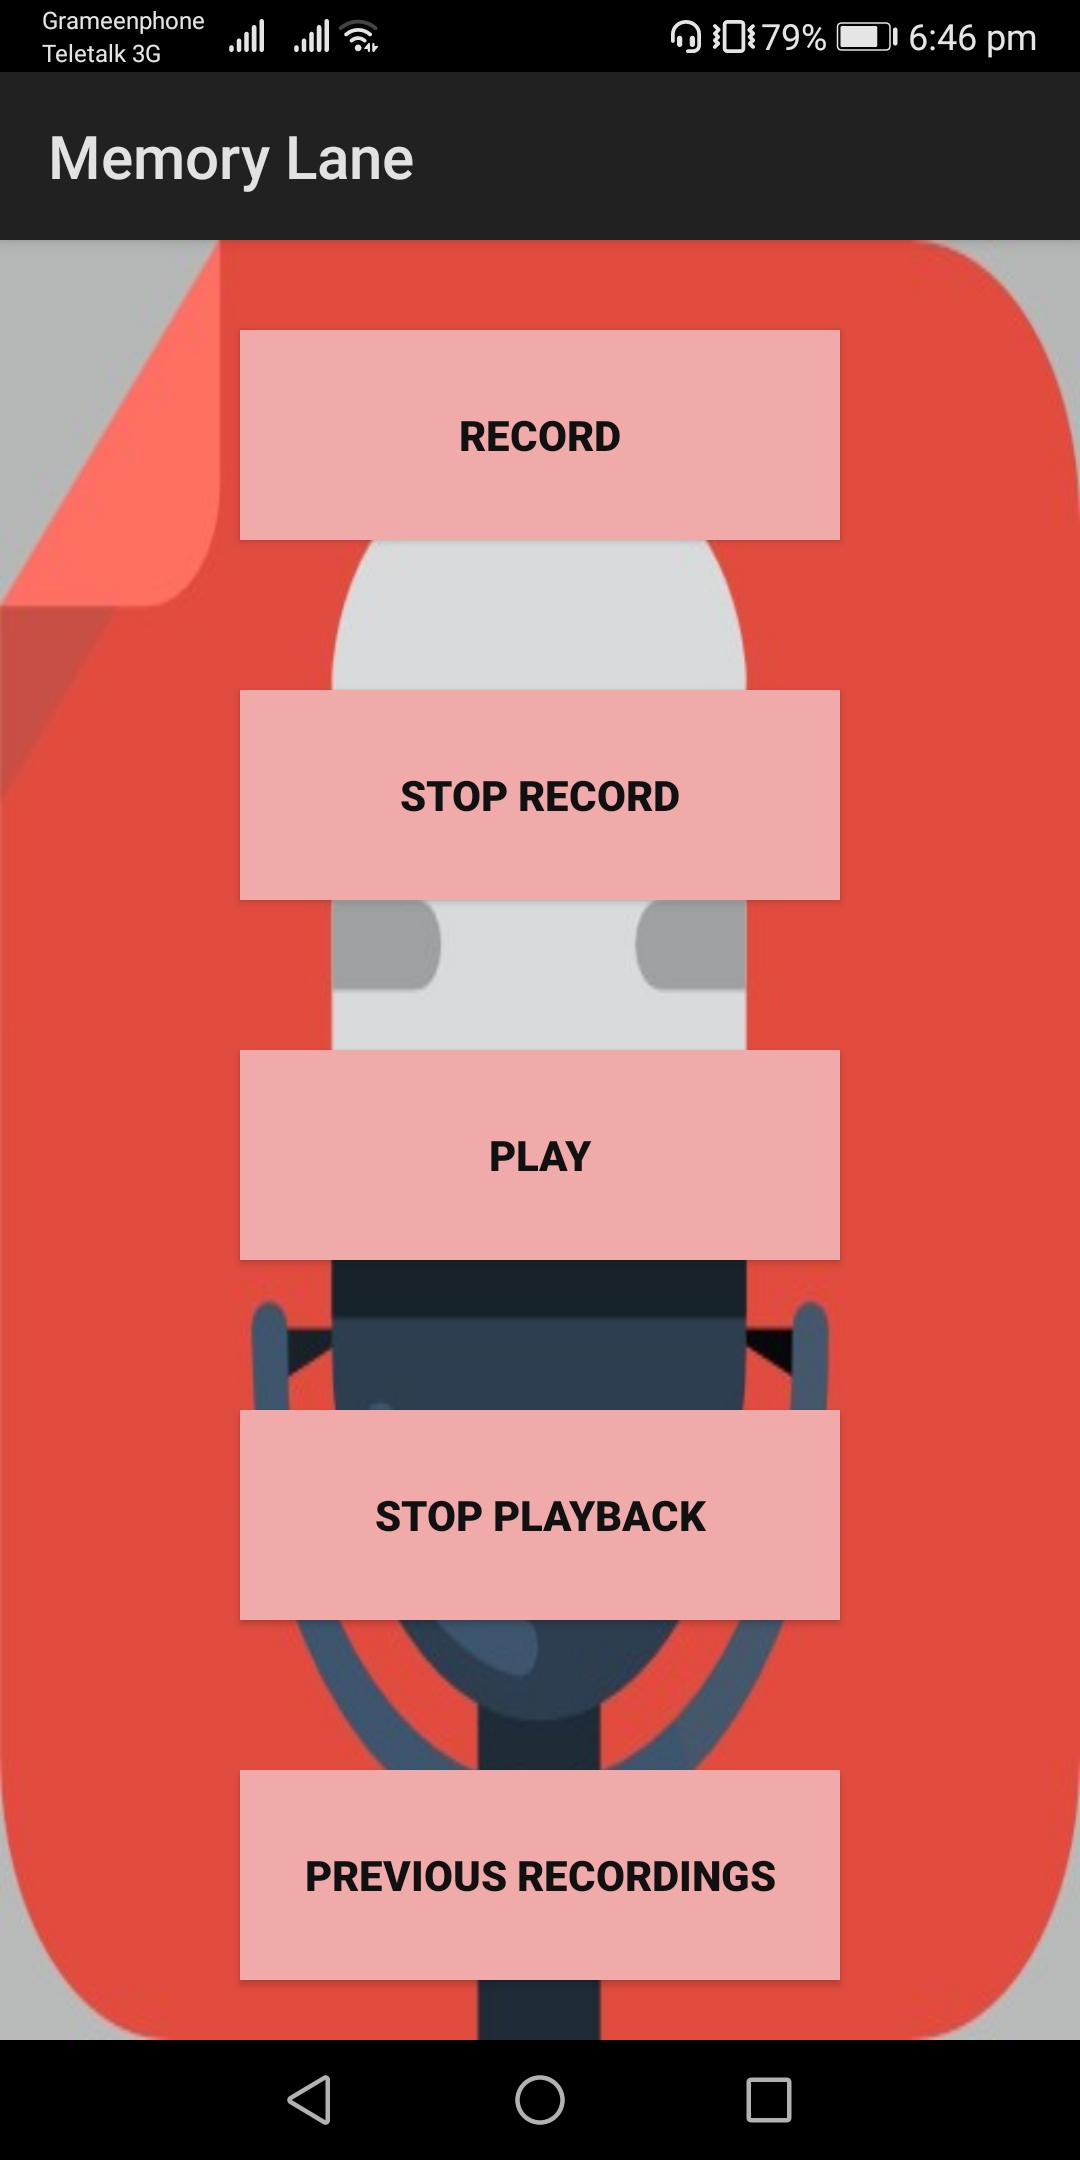 Grameenphone
Teletalk 3G
79% 6:46 pm
Memory Lane
RECORD
STOP RECORD
PLAY
STOP PLAYBACK
PREVIOUS RECORDINGS